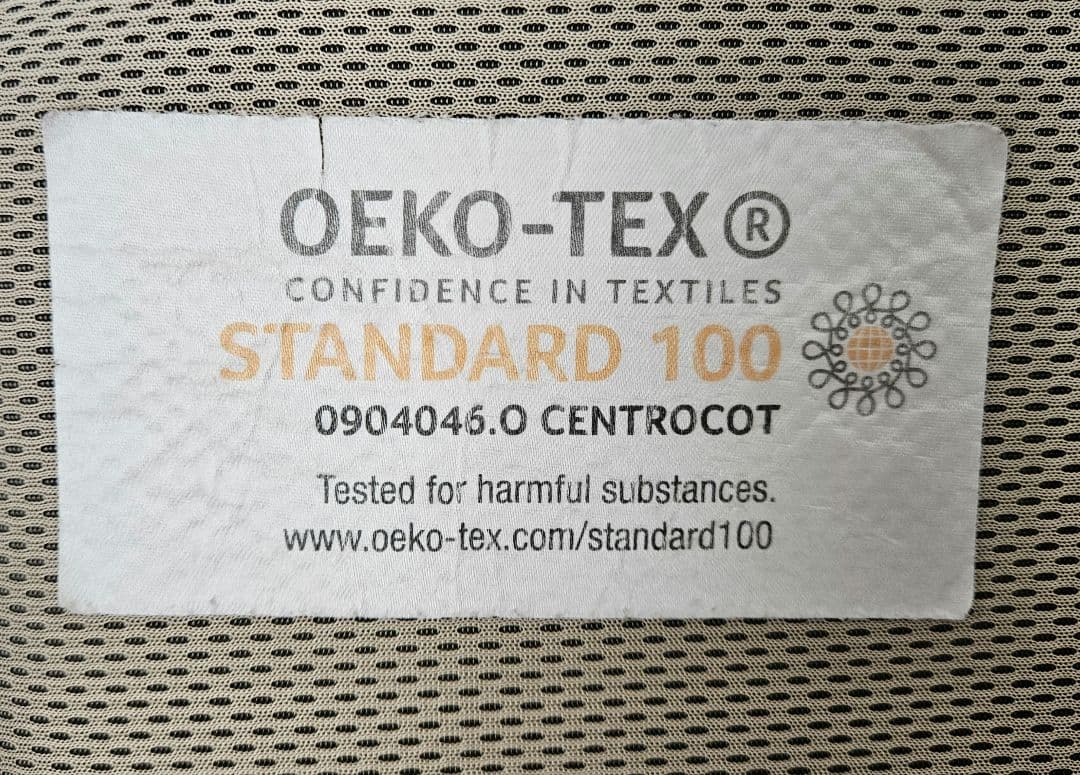 OEKO-TEX®
CONFIDENCE IN TEXTILES
STANDARD 100
0904046.O CENTROCOT
Tested for harmful substances.
www.oeko-tex.com/standard100